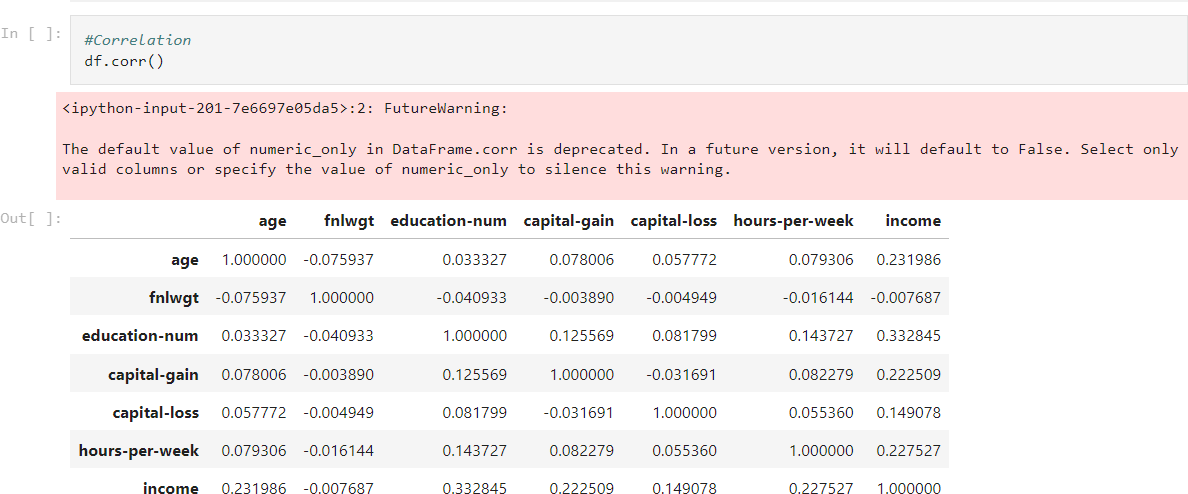 In [ ]:
#Correlation
df.corr()
<ipython-input-201-7e6697e05da5>:2: FutureWarning:
The default value of numeric_only in DataFrame.corr is deprecated. In a future version, it will default to False. Select only
valid columns or specify the value of numeric_only to silence this warning.
Out[ ]:
age fnlwgt education-num capital-gain capital-loss hours-per-week income
age 1.000000 -0.075937 0.033327 0.078006 0.057772 0.079306 0.231986
fnlwgt -0.075937 1.000000 -0.040933 -0.003890 -0.004949 -0.016144 -0.007687
education-num 0.033327 -0.040933 1.000000 0.125569 0.081799 0.143727 0.332845
capital-gain 0.078006 -0.003890 0.125569 1.000000 -0.031691 0.082279 0.222509
capital-loss 0.057772 -0.004949 0.081799 -0.031691 1.000000 0.055360 0.149078
hours-per-week 0.079306 -0.016144 0.143727 0.082279 0.055360 1.000000 0.227527
income 0.231986 -0.007687 0.332845 0.222509 0.149078 0.227527 1.000000